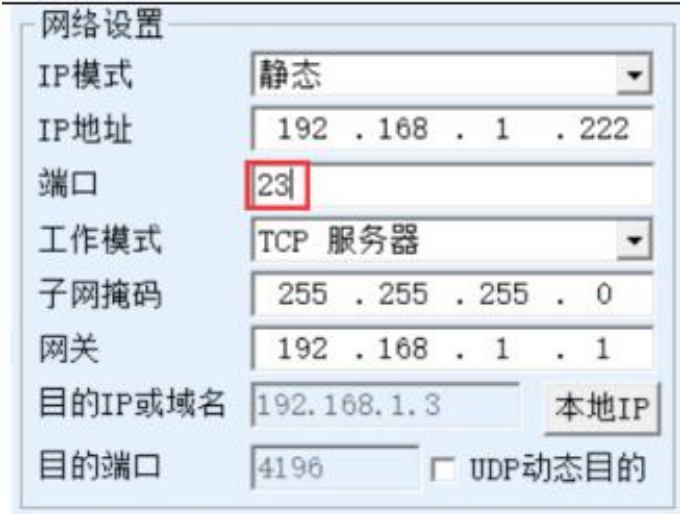 网络设置
IP模式 静态
IP地址 192 . 168 . 1 . 222
端口 23
工作模式 TCP 服务器
子网掩码 255 . 255 . 255 . 0
网关 192 . 168 . 1 . 1
目的IP或域名 192.168.1.3 本地IP
目的端口 4196 UDP动态目的